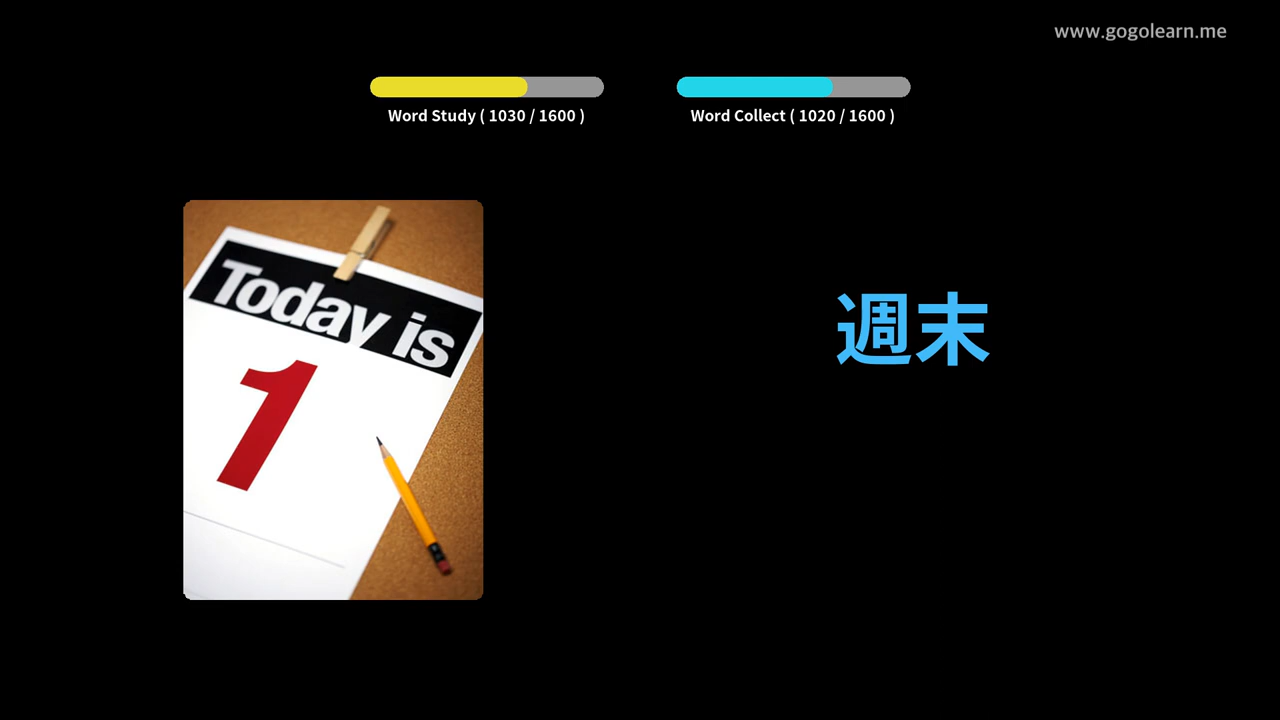 www.gogolearn.me
Word Study ( 1030 / 1600 )
Word Collect ( 1020 / 1600 )
Today is
1
週末